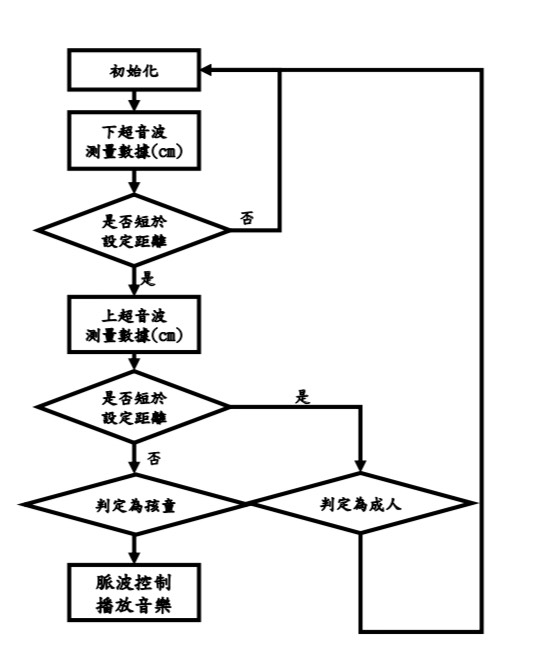 初始化
下超音波
測量數據(cm)
是否短於
設定距離
否
是
上超音波
測量數據(cm)
是否短於
設定距離
是
否
判定為孩童
判定為成人
脈波控制
播放音樂